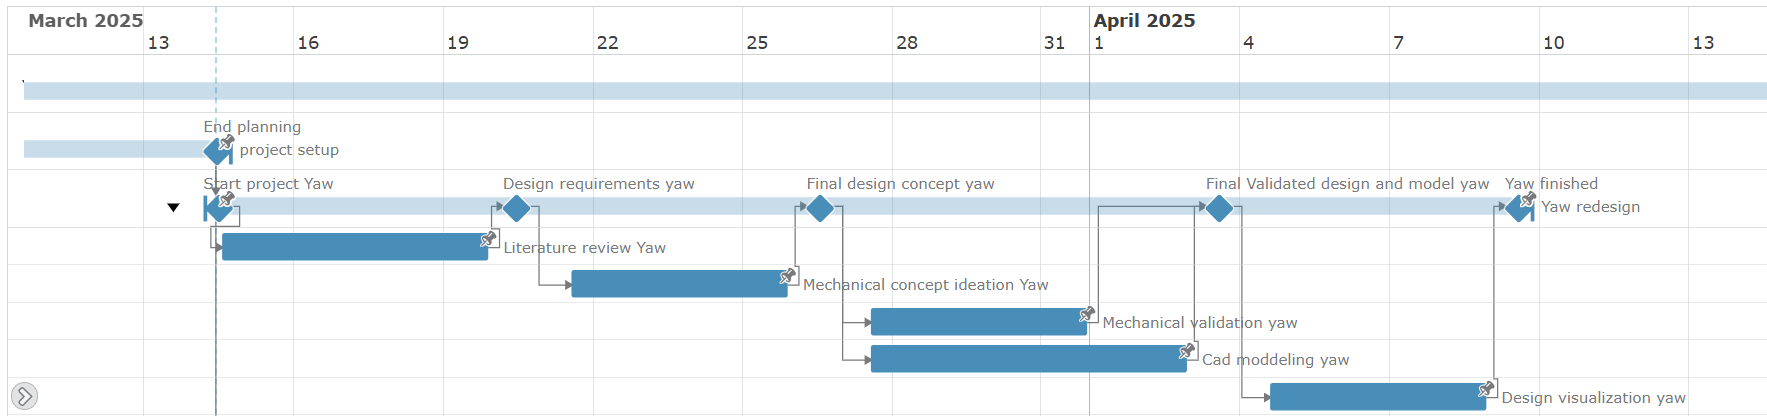 March 2025 April 2025
13 16 19 22 25 28 31 1 4 7 10 13
End planning
project setup
Start project Yaw Design requirements yaw Final design concept yaw Final Validated design and model yaw Yaw finished
Yaw redesign
Literature review Yaw
Mechanical concept ideation Yaw
Mechanical validation yaw
Cad moddeling yaw
Design visualization yaw